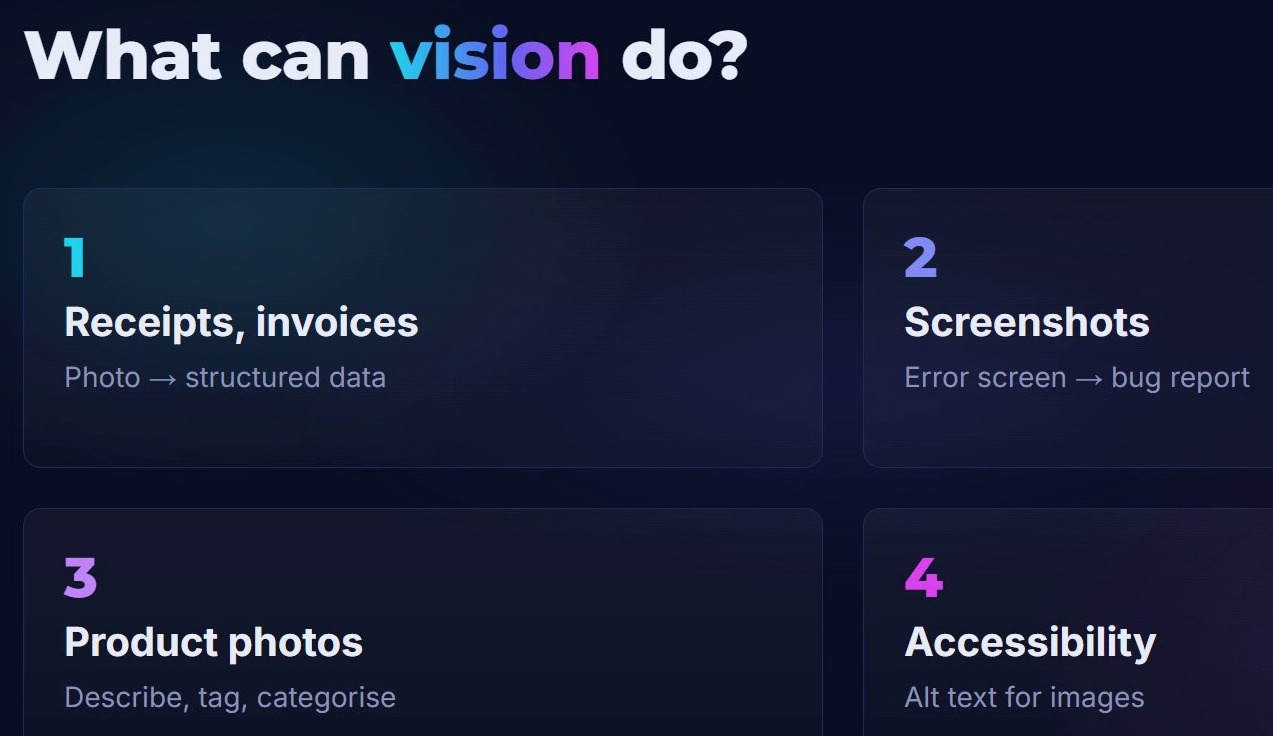 What can vision do?
1
Receipts, invoices
Photo → structured data
2
Screenshots
Error screen → bug report
3
Product photos
Describe, tag, categorise
4
Accessibility
Alt text for images